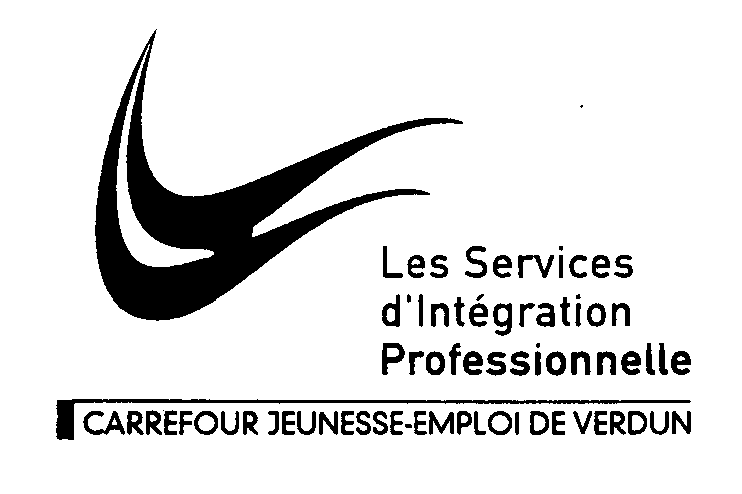 Les Services
d'Intégration
Professionnelle
CARREFOUR JEUNESSE-EMPLOI DE VERDUN